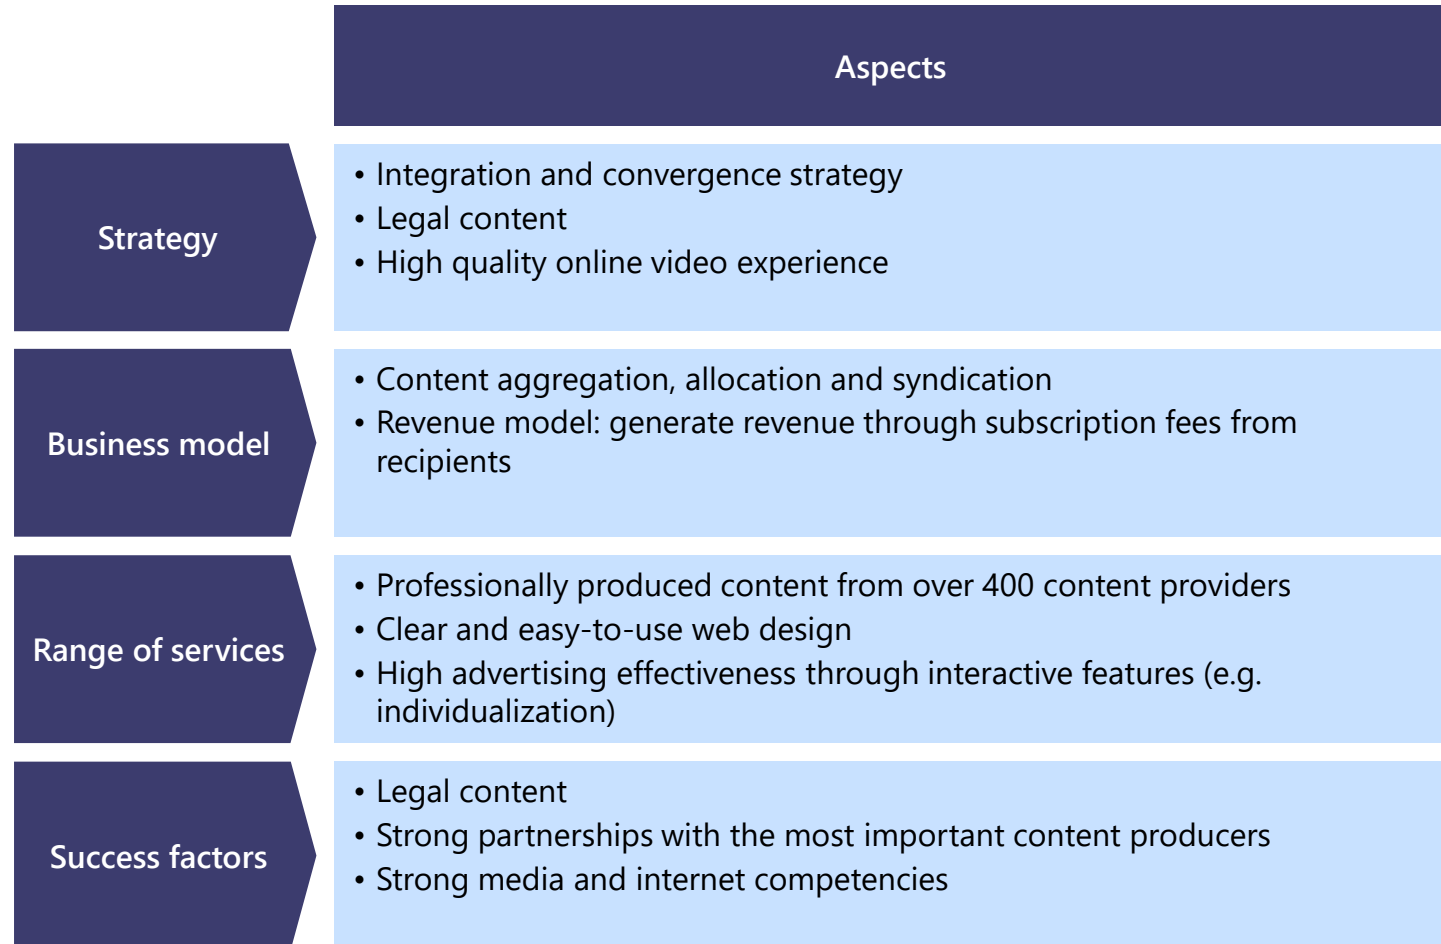 Aspects
Strategy
• Integration and convergence strategy
• Legal content
• High quality online video experience
Business model
• Content aggregation, allocation and syndication
• Revenue model: generate revenue through subscription fees from
recipients
Range of services
• Professionally produced content from over 400 content providers
• Clear and easy-to-use web design
• High advertising effectiveness through interactive features (e.g.
individualization)
Success factors
• Legal content
• Strong partnerships with the most important content producers
• Strong media and internet competencies